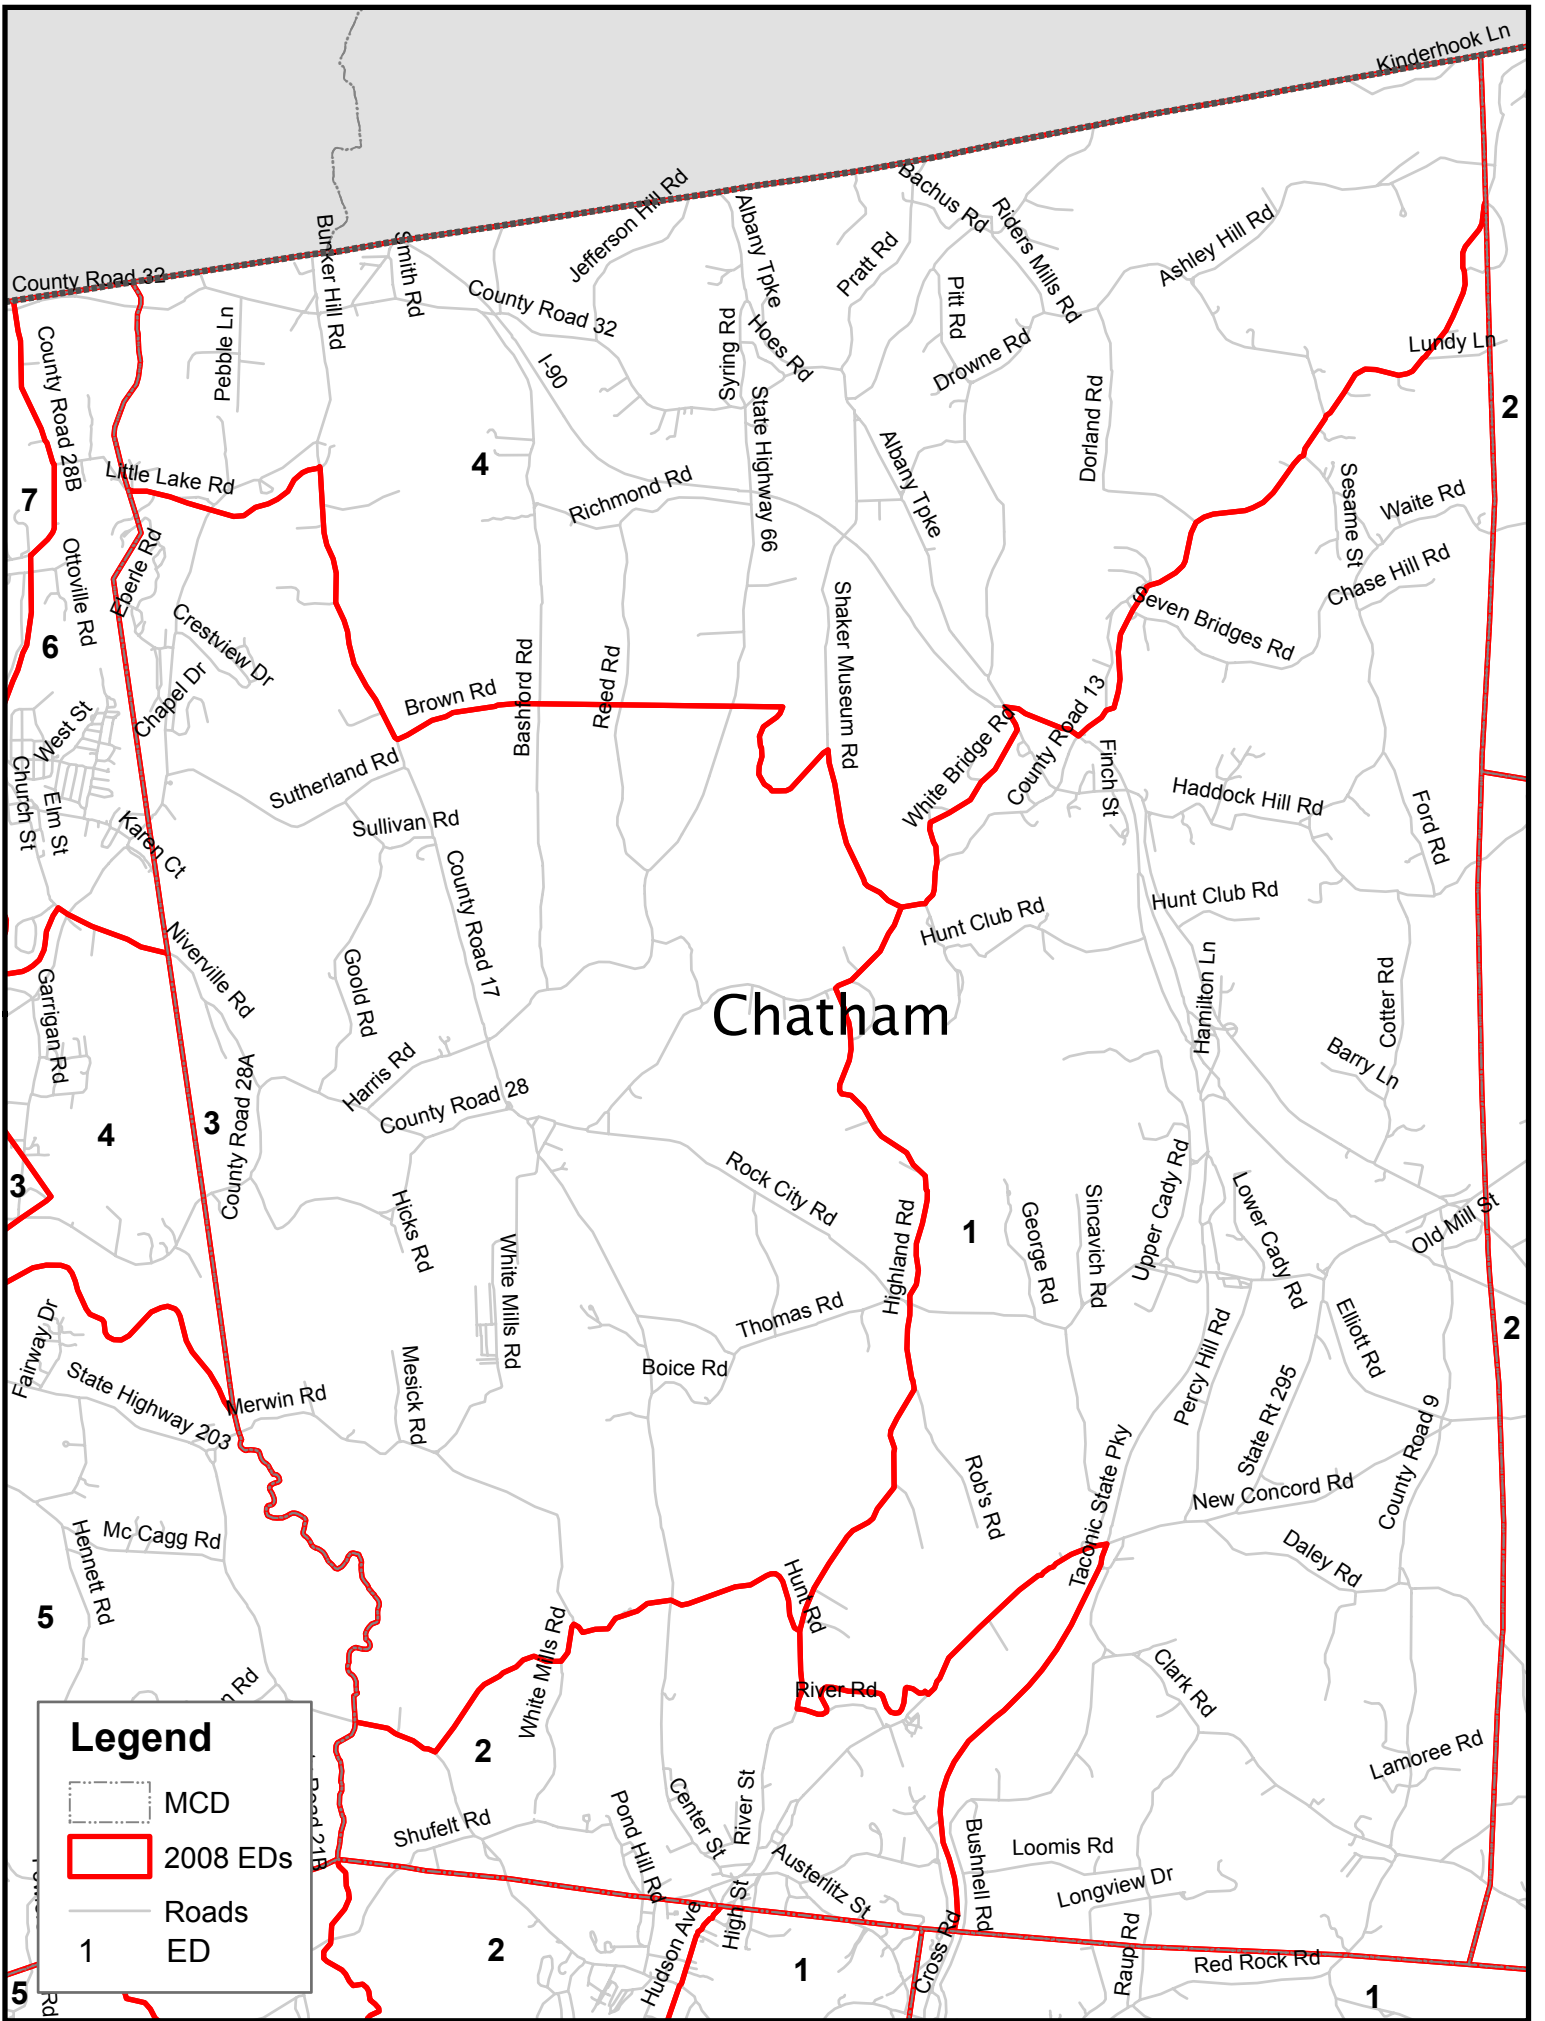 Kinderhook Ln
Bachus Rd
Riders Mills Rd
Jefferson Hill Rd
Albany Tpke
Ashley Hill Rd
Pratt Rd
Bunker Hill Rd
Smith Rd
County Road 32
County Road 32
Pitt Rd
Pebble Ln
Syring Rd
Hoes Rd
Drowne Rd
Lundy Ln
County Road 28B
I-90
State Highway 66
Dorland Rd
2
4
Albany Tpke
Little Lake Rd
Richmond Rd
7
Sesame St
Waite Rd
Ottoville Rd
Eberle Rd
Chase Hill Rd
6
Crestview Dr
Shaker Museum Rd
Seven Bridges Rd
Chapel Dr
Brown Rd
Bashford Rd
Reed Rd
West St
White Bridge Rd
County Road 13
Church St
Elm St
Sutherland Rd
Finch St
Haddock Hill Rd
Ford Rd
Karen Ct
Sullivan Rd
County Road 17
Hunt Club Rd
Hunt Club Rd
Niverville Rd
Goold Rd
Garrigan Rd
Hamilton Ln
Cotter Rd
Chatham
Harris Rd
Barry Ln
County Road 28A
County Road 28
3
4
Rock City Rd
Upper Cady Rd
Lower Cady Rd
3
Hicks Rd
Highland Rd
1
George Rd
Sincavich Rd
Old Mill St
White Mills Rd
Thomas Rd
2
Fairway Dr
Percy Hill Rd
Elliott Rd
State Highway 203
Merwin Rd
Mesick Rd
Boice Rd
State Rt 295
County Road 9
Rob's Rd
Taconic State Pky
New Concord Rd
Mc Cagg Rd
Hennett Rd
Daley Rd
Hunt Rd
5
White Mills Rd
Clark Rd
n Rd
River Rd
Lamoree Rd
2
Pond Hill Rd
Center St
River St
Shufelt Rd
Austerlitz St
Bushnell Rd
Loomis Rd
Longview Dr
Road 21B
High St
Hudson Ave
Cross Rd
Raup Rd
Red Rock Rd
2
1
1
5
Rd
Legend
MCD
2008 EDs
Roads
1 ED